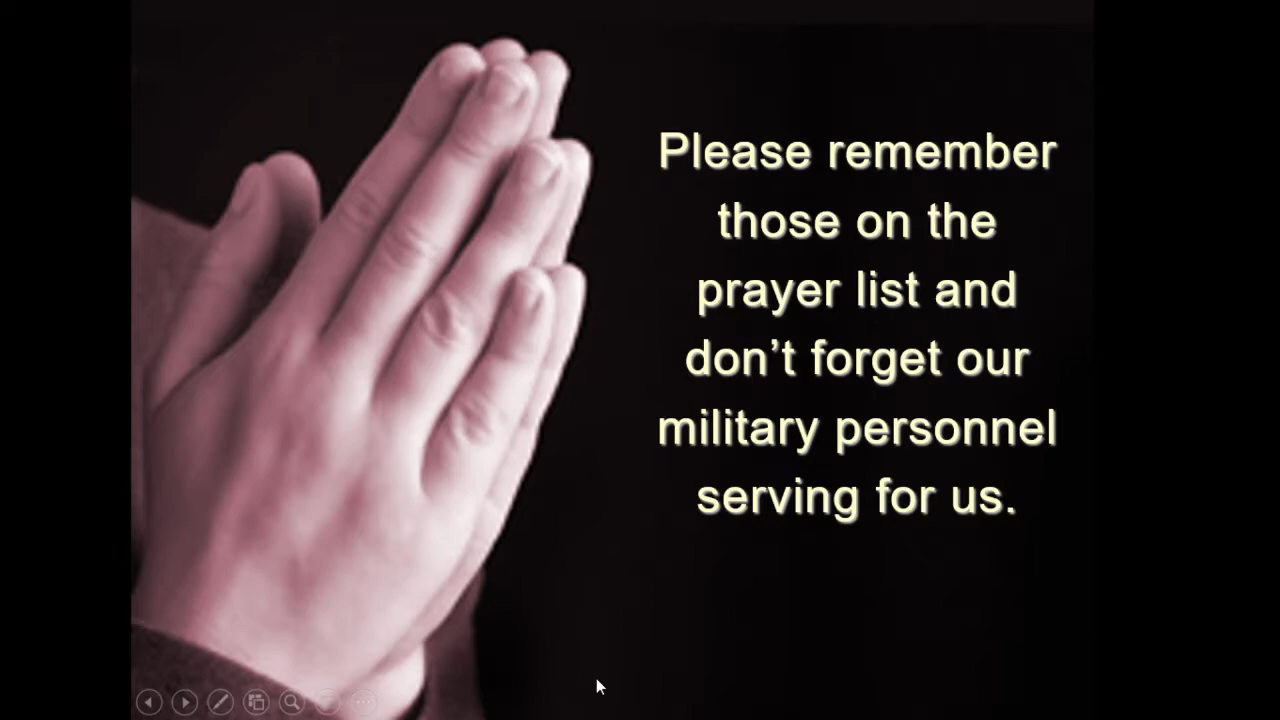 Please remember
those on the
prayer list and
don’t forget our
military personnel
serving for us.